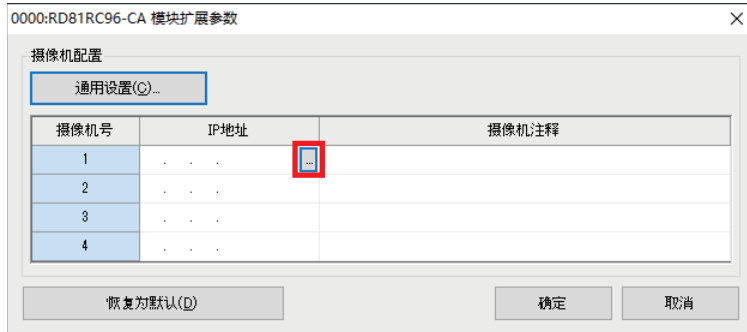 0000:RD81RC96-CA 模块扩展参数
摄像机配置
通用设置(C)...
摄像机号 IP地址 摄像机注释
1 . . . ...
2 . . .
3 . . .
4 . . .
恢复为默认(D) 确定 取消